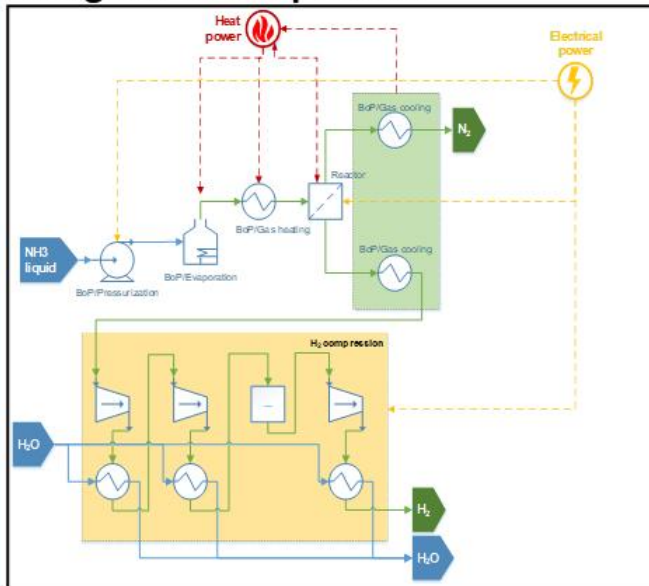 Heat
power
Electrical
power
BoP/Gas cooling
N₂
Reactor
BoP/Gas heating
BoP/Gas cooling
NH3
liquid
BoP/Evaporation
BoP/Pressurization
H₂ compression
...
H₂O
H₂
H₂O